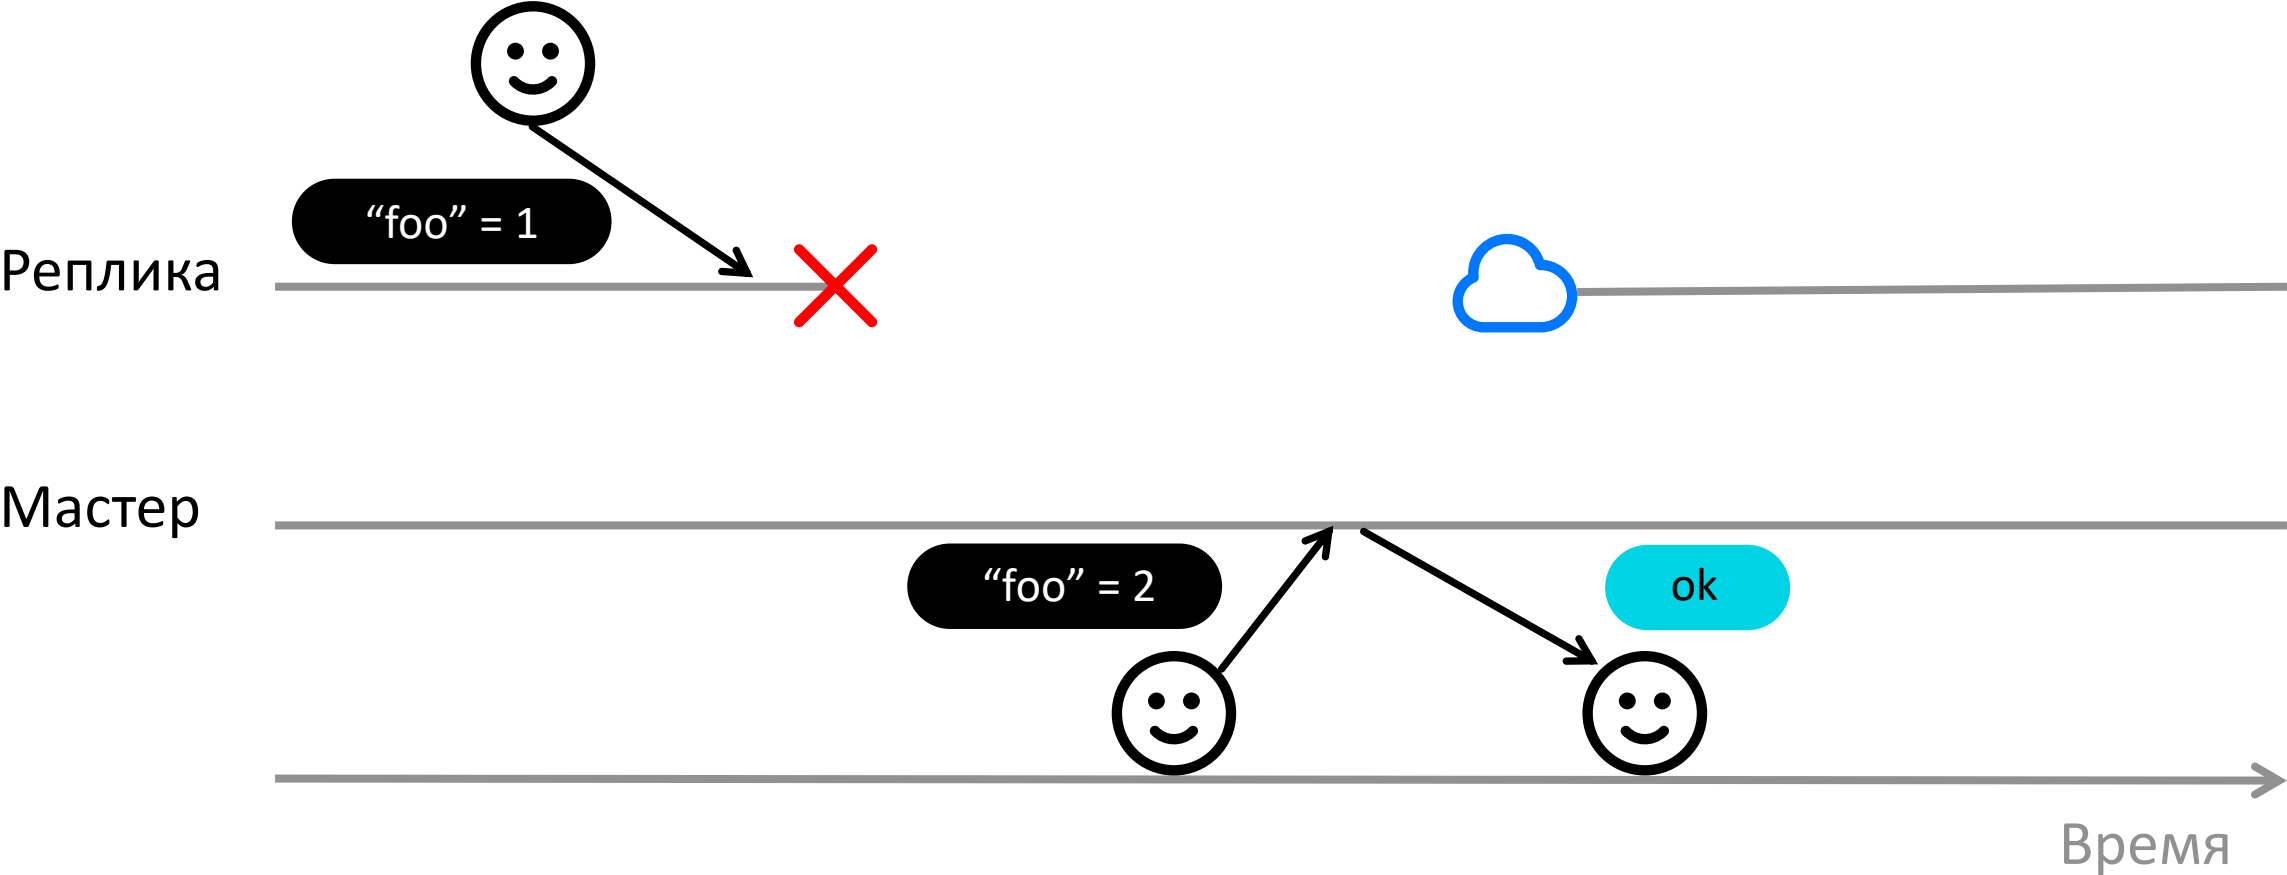 “foo” = 1
Реплика
Мастер
“foo” = 2
ok
Время